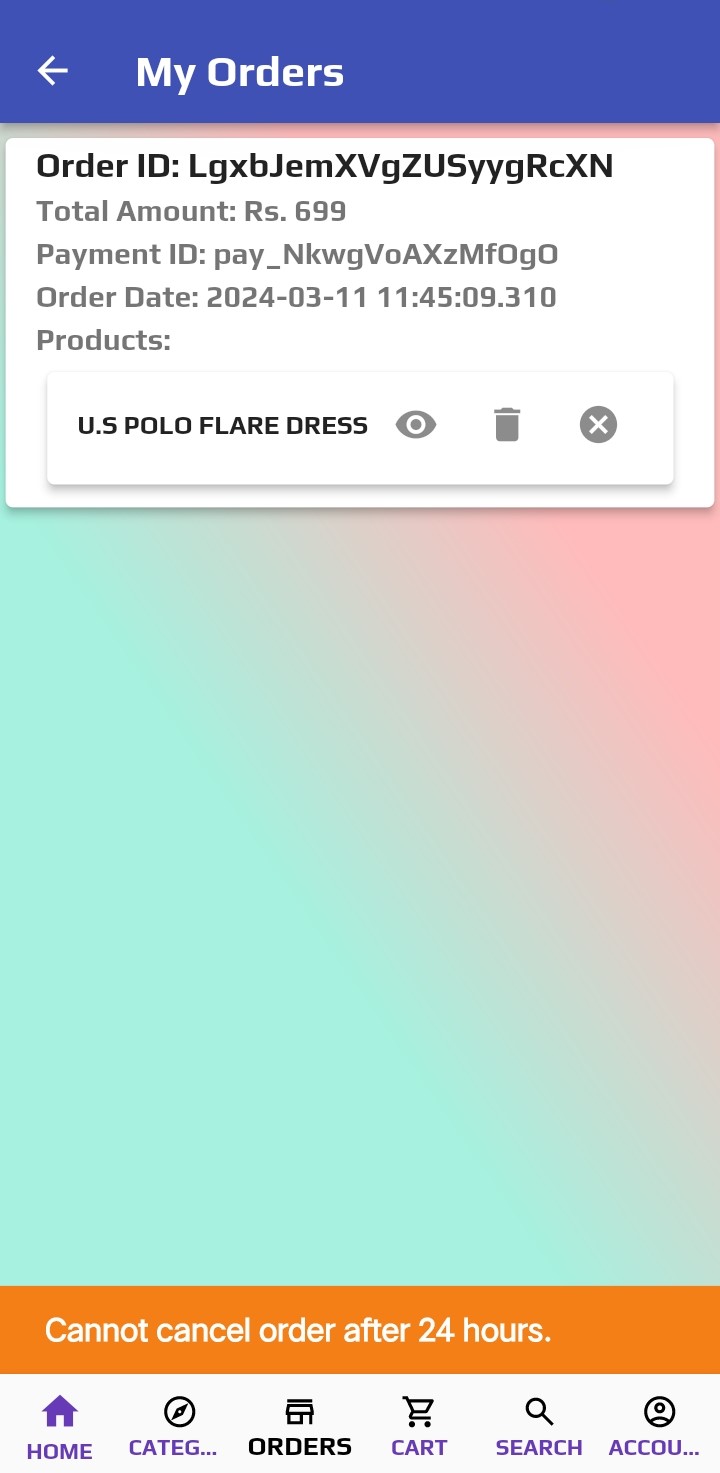 My Orders
Order ID: LgxbJemXVgZUSyygRcXN
Total Amount: Rs. 699
Payment ID: pay_NkwgVoAXzMfOgO
Order Date: 2024-03-11 11:45:09.310
Products:
U.S POLO FLARE DRESS
Cannot cancel order after 24 hours.
HOME CATEG... ORDERS CART SEARCH ACCOU...